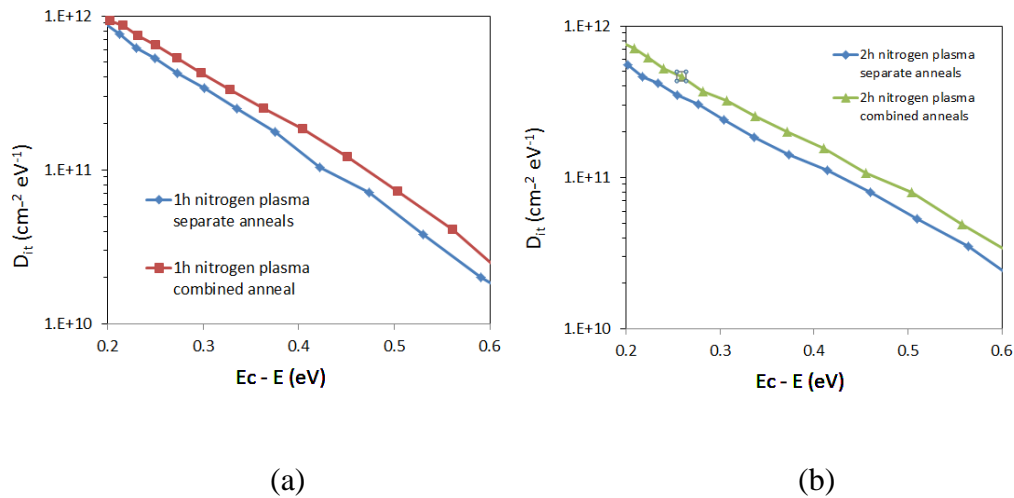 1.E+12
1.E+11
1.E+10
Dit (cm-2 eV-1)
1h nitrogen plasma
separate anneals
1h nitrogen plasma
combined anneal
0.2 0.3 0.4 0.5 0.6
Ec - E (eV)
(a)
1.E+12
1.E+11
1.E+10
Dit (cm-2 eV-1)
2h nitrogen plasma
separate anneals
2h nitrogen plasma
combined anneals
0.2 0.3 0.4 0.5 0.6
Ec - E (eV)
(b)